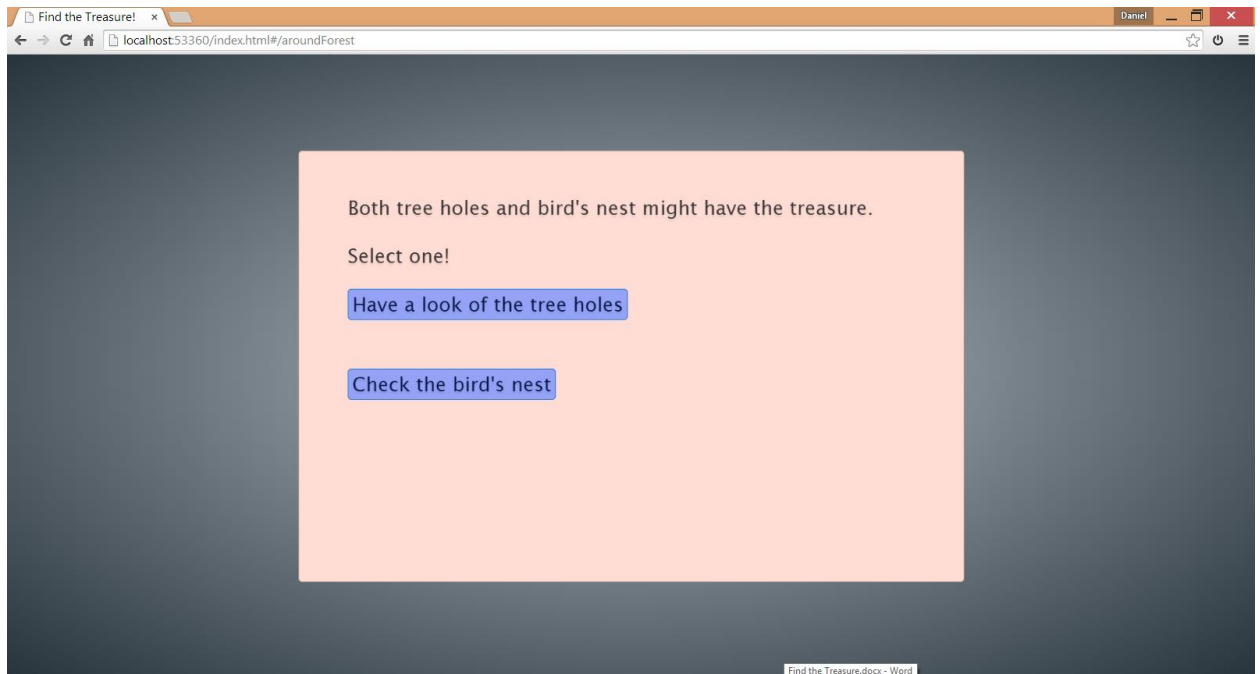 Find the Treasure!
Daniel
localhost:53360/index.html#/aroundForest
Both tree holes and bird's nest might have the treasure.
Select one!
Have a look of the tree holes
Check the bird's nest
Find the Treasure.docx - Word